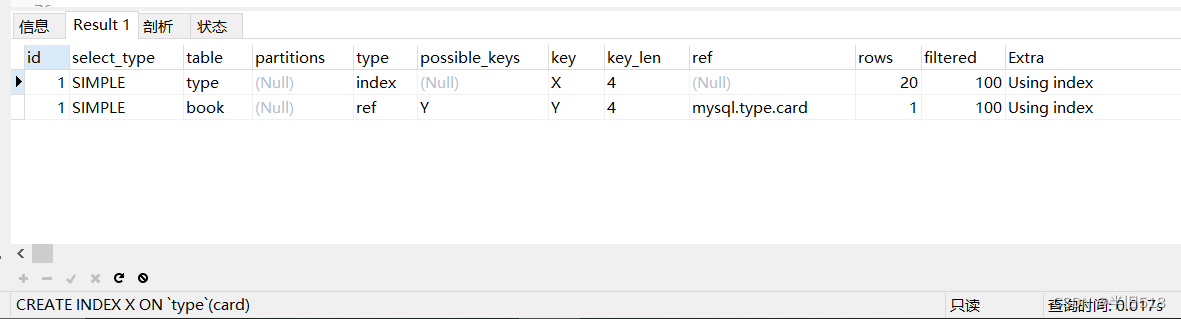 信息 Result 1 剖析 状态
id select_type table partitions type possible_keys key key_len ref rows filtered Extra
1 SIMPLE type (Null) index (Null) X 4 (Null) 20 100 Using index
1 SIMPLE book (Null) ref Y Y 4 mysql.type.card 1 100 Using index
CREATE INDEX X ON `type`(card) 只读 查询时间: 0.017s